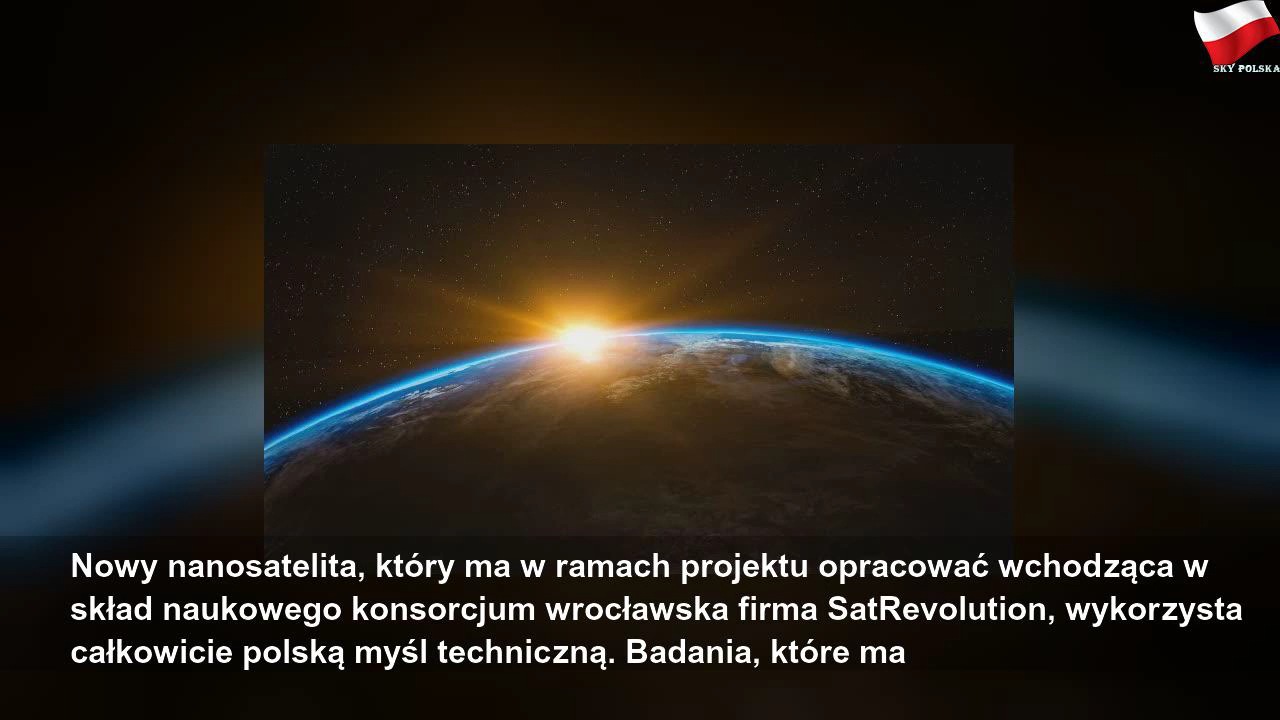 SKY POLSKA
Nowy nanosatelita, który ma w ramach projektu opracować wchodząca w
skład naukowego konsorcjum wrocławska firma SatRevolution, wykorzysta
całkowicie polską myśl techniczną. Badania, które ma